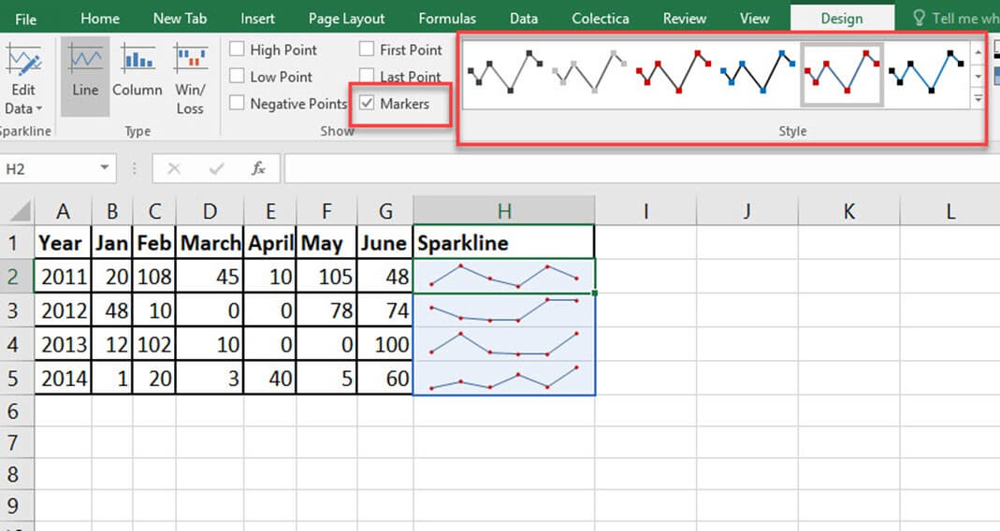 File Home New Tab Insert Page Layout Formulas Data Colectica Review View Design Tell me wh
High Point First Point
Low Point Last Point
Negative Points Markers
Edit Data Line Column Win/ Loss
Sparkline Type Show Style
H2 fx
A B C D E F G H I J K L
1 Year Jan Feb March April May June Sparkline
2 2011 20 108 45 10 105 48
3 2012 48 10 0 0 78 74
4 2013 12 102 10 0 0 100
5 2014 1 20 3 40 5 60
6
7
8
9